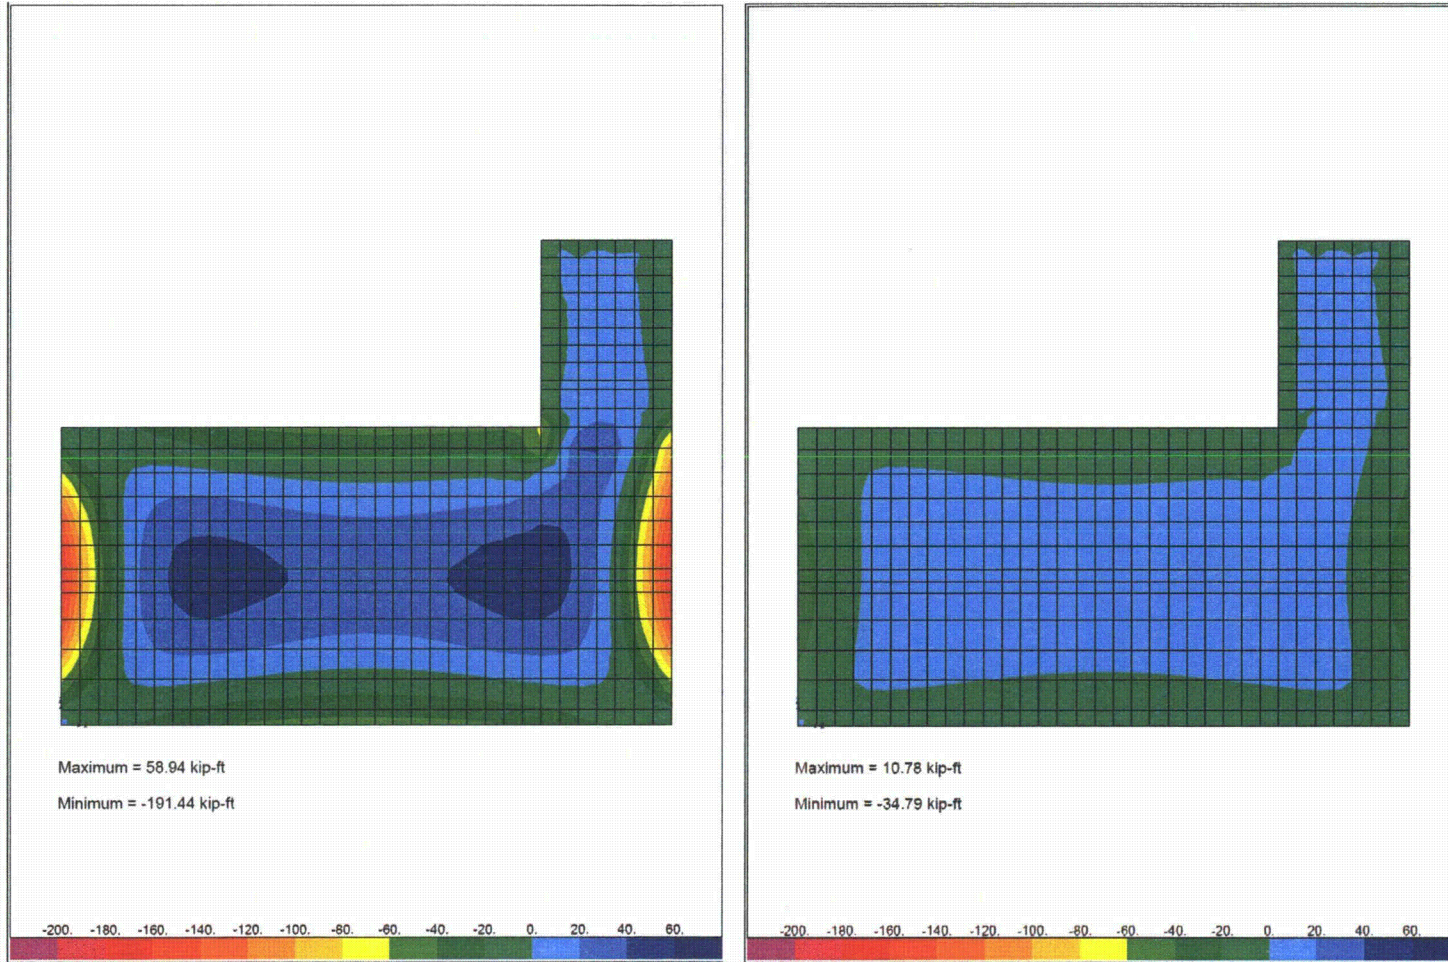 Maximum = 58.94 kip-ft
Minimum = -191.44 kip-ft
-200. -180. -160. -140. -120. -100. -80. -60. -40. -20. 0. 20. 40. 60.
Maximum = 10.78 kip-ft
Minimum = -34.79 kip-ft
-200. -180. -160. -140. -120. -100. -80. -60. -40. -20. 0. 20. 40. 60.